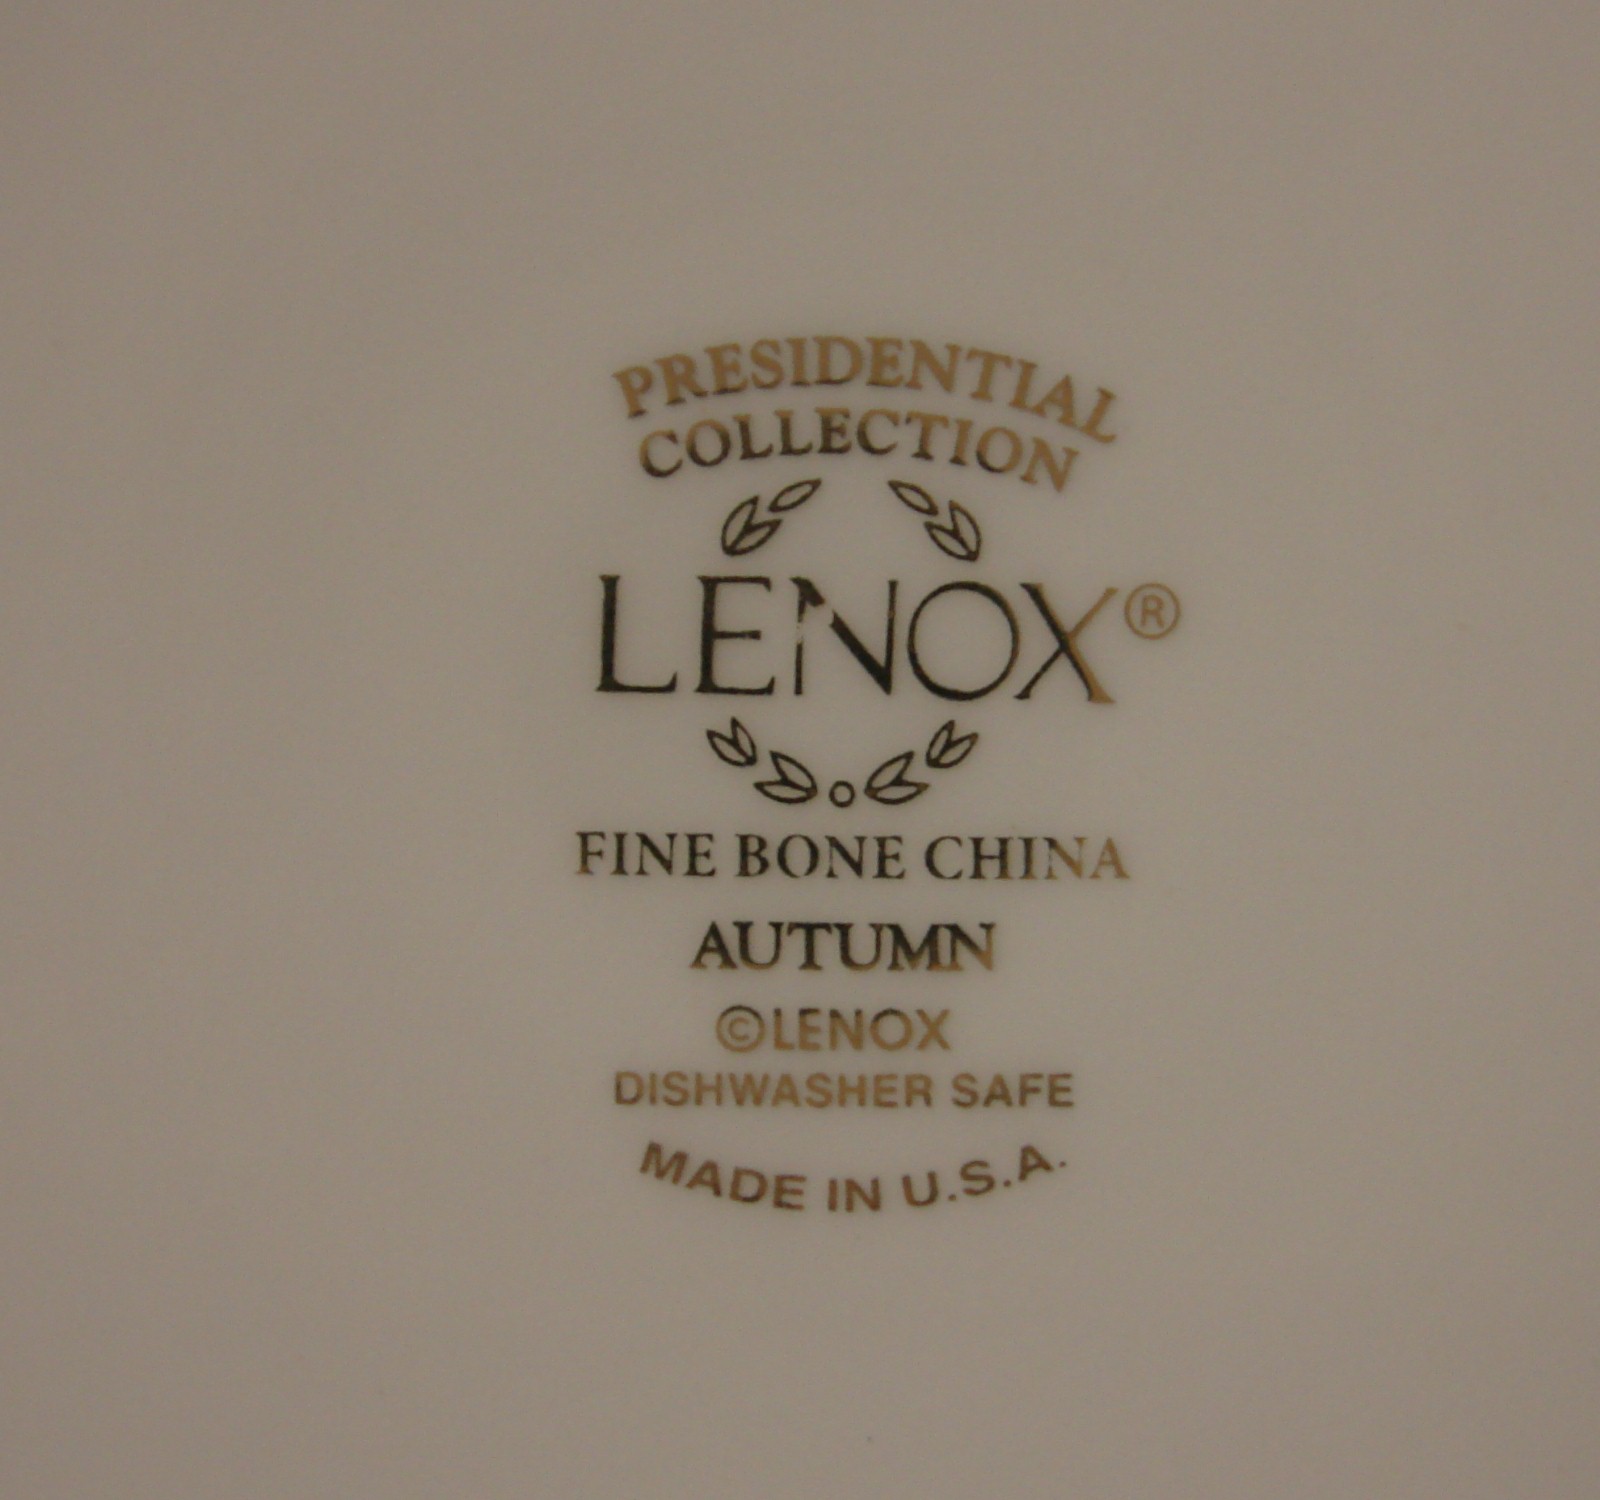 PRESIDENTIAL
COLLECTION
LENOX®
FINE BONE CHINA
AUTUMN
©LENOX
DISHWASHER SAFE
MADE IN U.S.A.